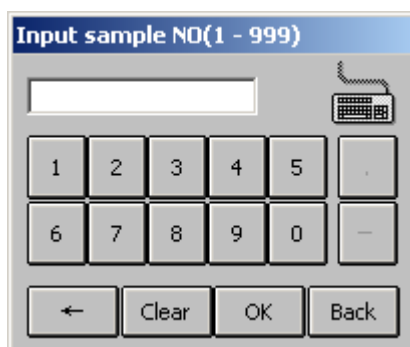 Input sample NO(1 - 999)
1 2 3 4 5 .
6 7 8 9 0 —
← Clear OK Back